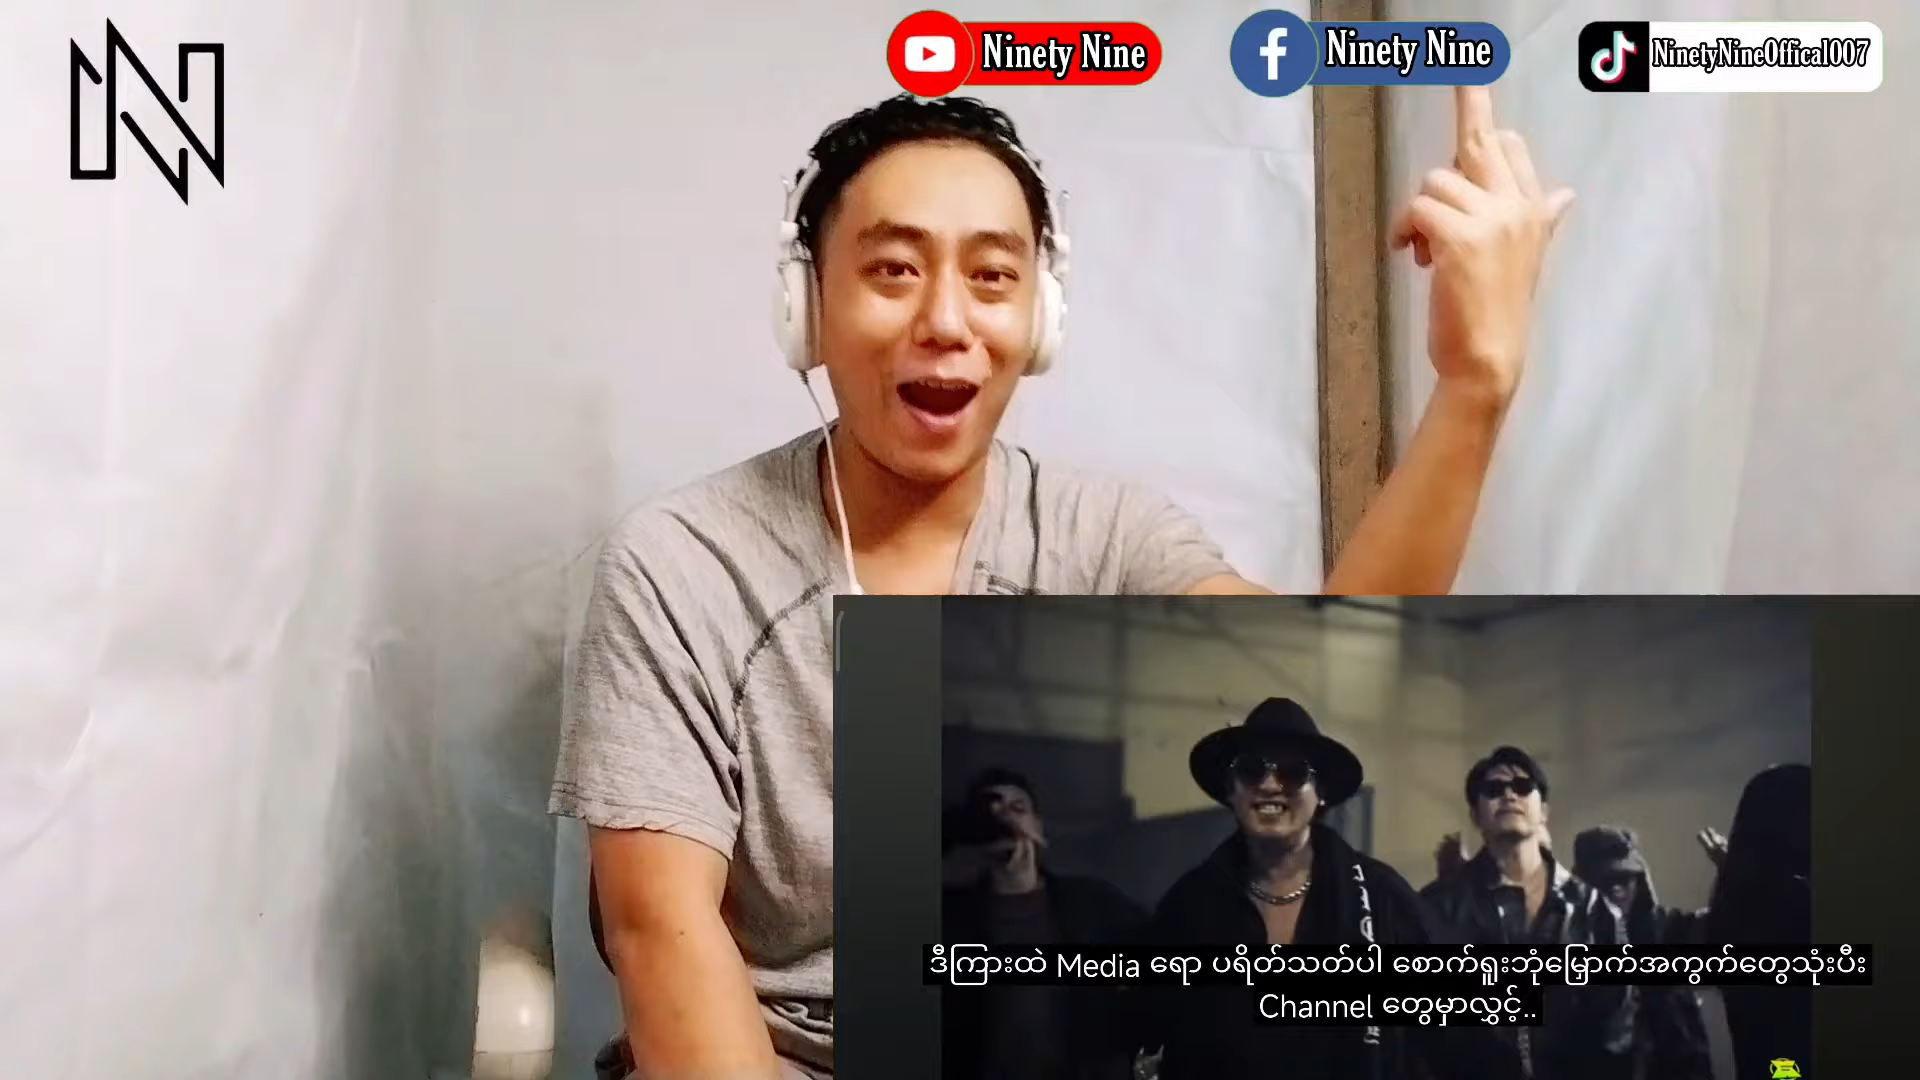 Ninety Nine
Ninety Nine
NinetyNineOffical007
ဒီကြားထဲ Media ရော ပရိတ်သတ်ပါ စောက်ရူးဘုံမြှောက်အကွက်တွေသုံးပီး
Channel တွေမှာလွှင့်..